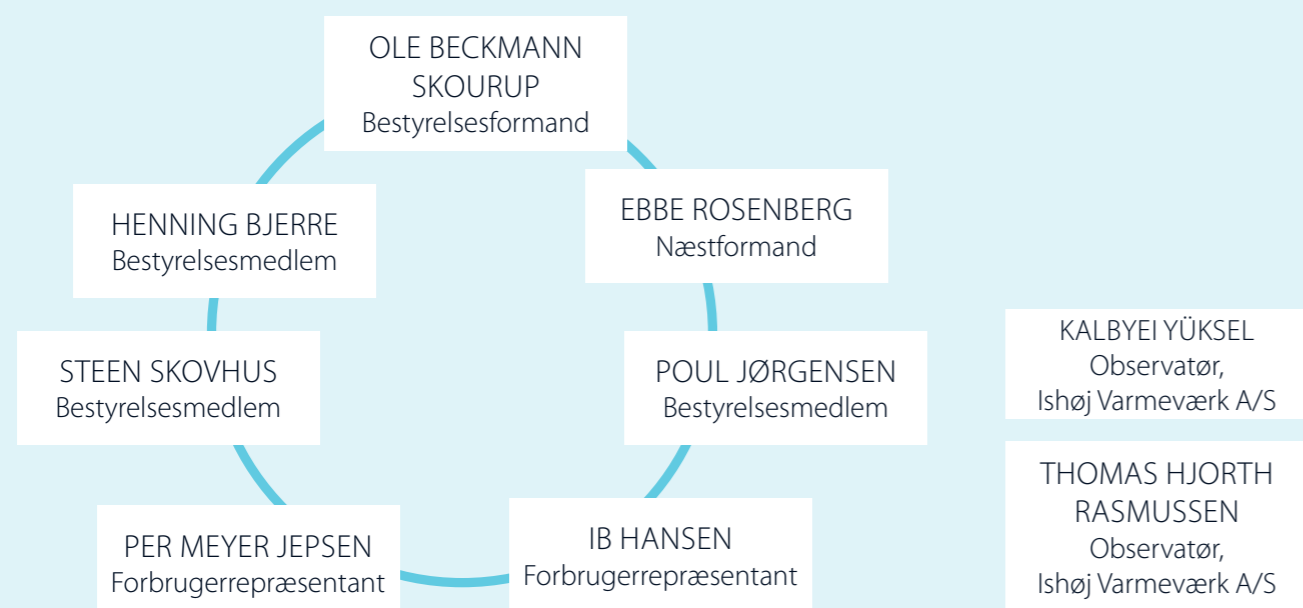 OLE BECKMANN
SKOURUP
Bestyrelsesformand
HENNING BJERRE
Bestyrelsesmedlem
EBBE ROSENBERG
Næstformand
STEEN SKOVHUS
Bestyrelsesmedlem
POUL JØRGENSEN
Bestyrelsesmedlem
PER MEYER JEPSEN
Forbrugerrepræsentant
IB HANSEN
Forbrugerrepræsentant
KALBYEI YÜKSEL
Observatør,
Ishøj Varmeværk A/S
THOMAS HJORTH
RASMUSSEN
Observatør,
Ishøj Varmeværk A/S